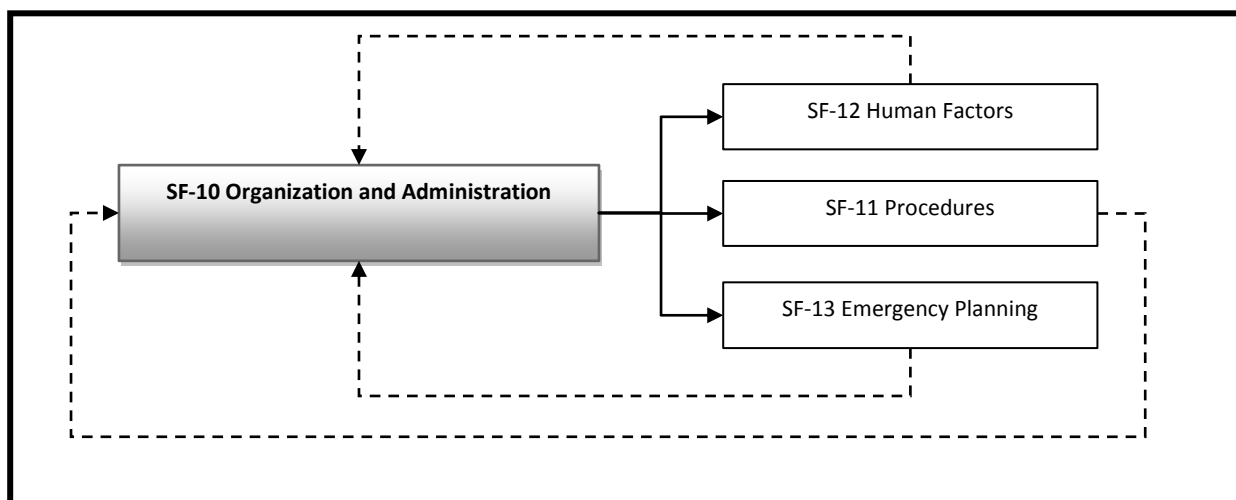 SF-12 Human Factors
SF-10 Organization and Administration
SF-11 Procedures
SF-13 Emergency Planning